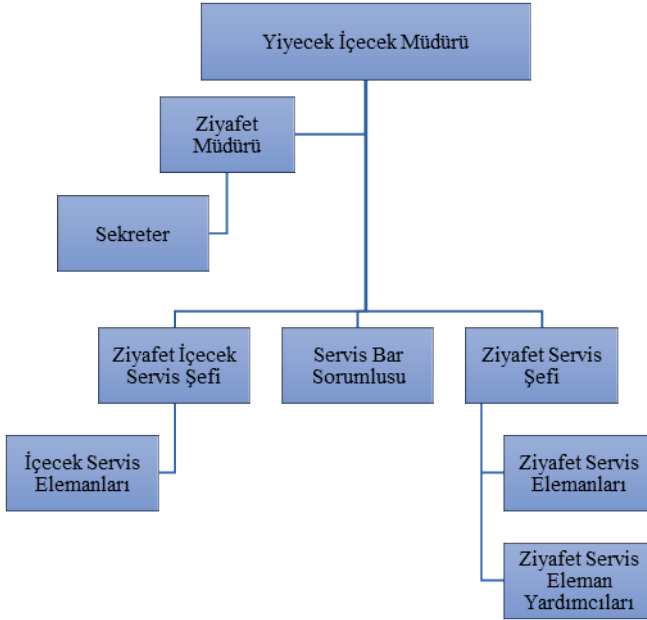 Yiyecek İçecek Müdürü
Ziyafet
Müdürü
Sekreter
Ziyafet İçecek
Servis Şefi
Servis Bar
Sorumlusu
Ziyafet Servis
Şefi
İçecek Servis
Elemanları
Ziyafet Servis
Elemanları
Ziyafet Servis
Eleman
Yardımcıları